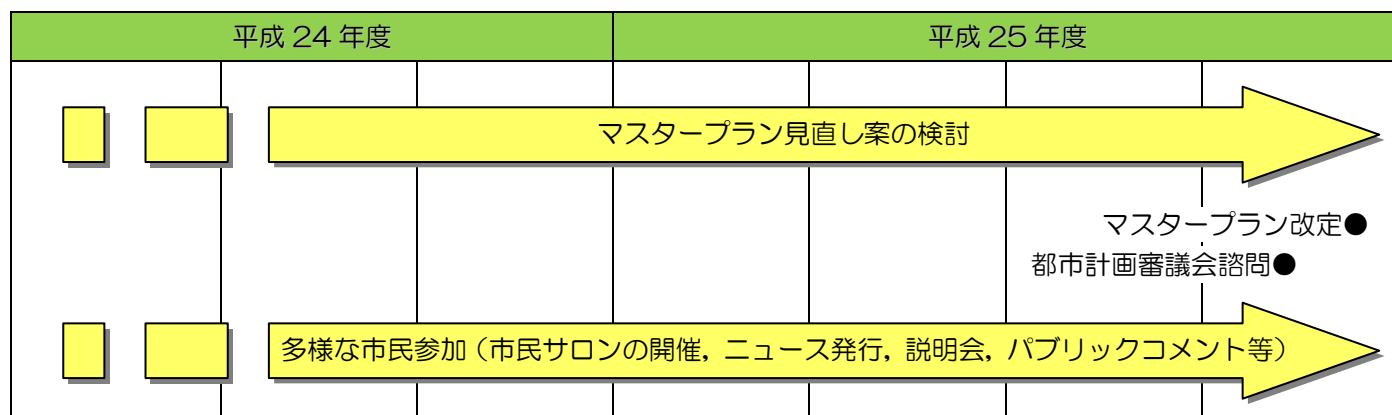 平成 24 年度
平成 25 年度
マスタープラン見直し案の検討
マスタープラン改定●
都市計画審議会諮問●
多様な市民参加（市民サロンの開催，ニュース発行，説明会，パブリックコメント等）